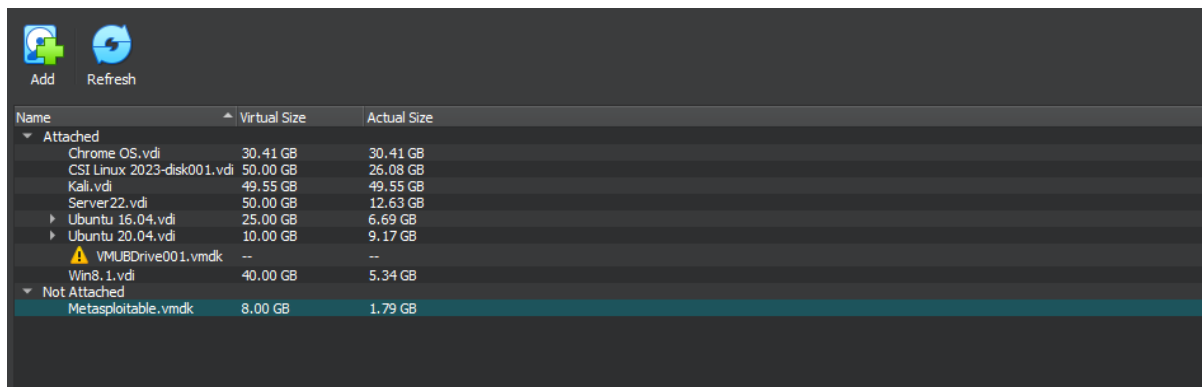 Add Refresh
Name Virtual Size Actual Size
Attached
Chrome OS.vdi 30.41 GB 30.41 GB
CSI Linux 2023-disk001.vdi 50.00 GB 26.08 GB
Kali.vdi 49.55 GB 49.55 GB
Server22.vdi 50.00 GB 12.63 GB
Ubuntu 16.04.vdi 25.00 GB 6.69 GB
Ubuntu 20.04.vdi 10.00 GB 9.17 GB
VMUBDrive001.vmdk -- --
Win8.1.vdi 40.00 GB 5.34 GB
Not Attached
Metasploitable.vmdk 8.00 GB 1.79 GB